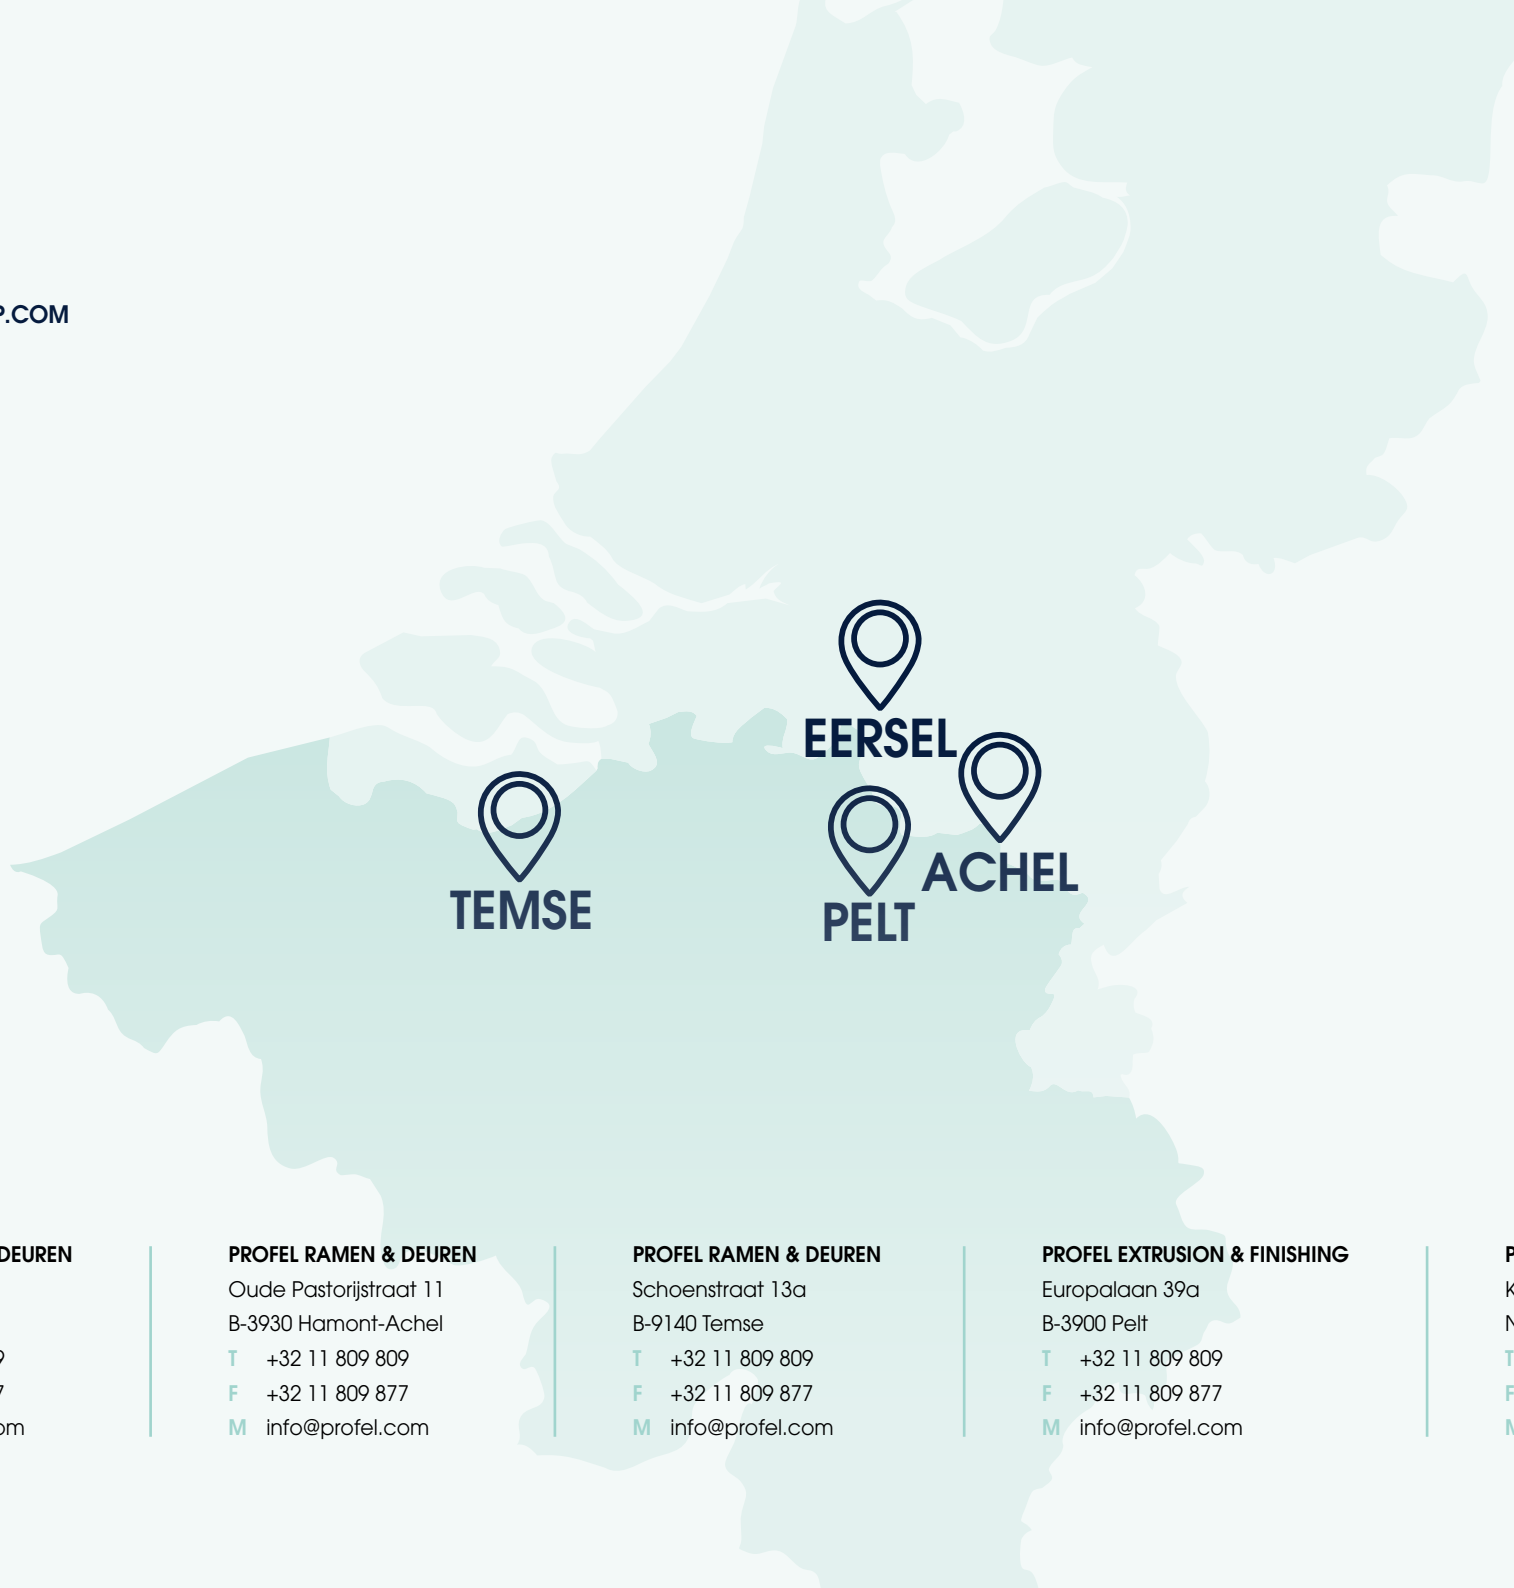 P.COM
EERSEL
ACHEL
TEMSE
PELT
DEUREN
9
7
om
PROFEL RAMEN & DEUREN
Oude Pastorijstraat 11
B-3930 Hamont-Achel
T +32 11 809 809
F +32 11 809 877
M info@profel.com
PROFEL RAMEN & DEUREN
Schoenstraat 13a
B-9140 Temse
T +32 11 809 809
F +32 11 809 877
M info@profel.com
PROFEL EXTRUSION & FINISHING
Europalaan 39a
B-3900 Pelt
T +32 11 809 809
F +32 11 809 877
M info@profel.com